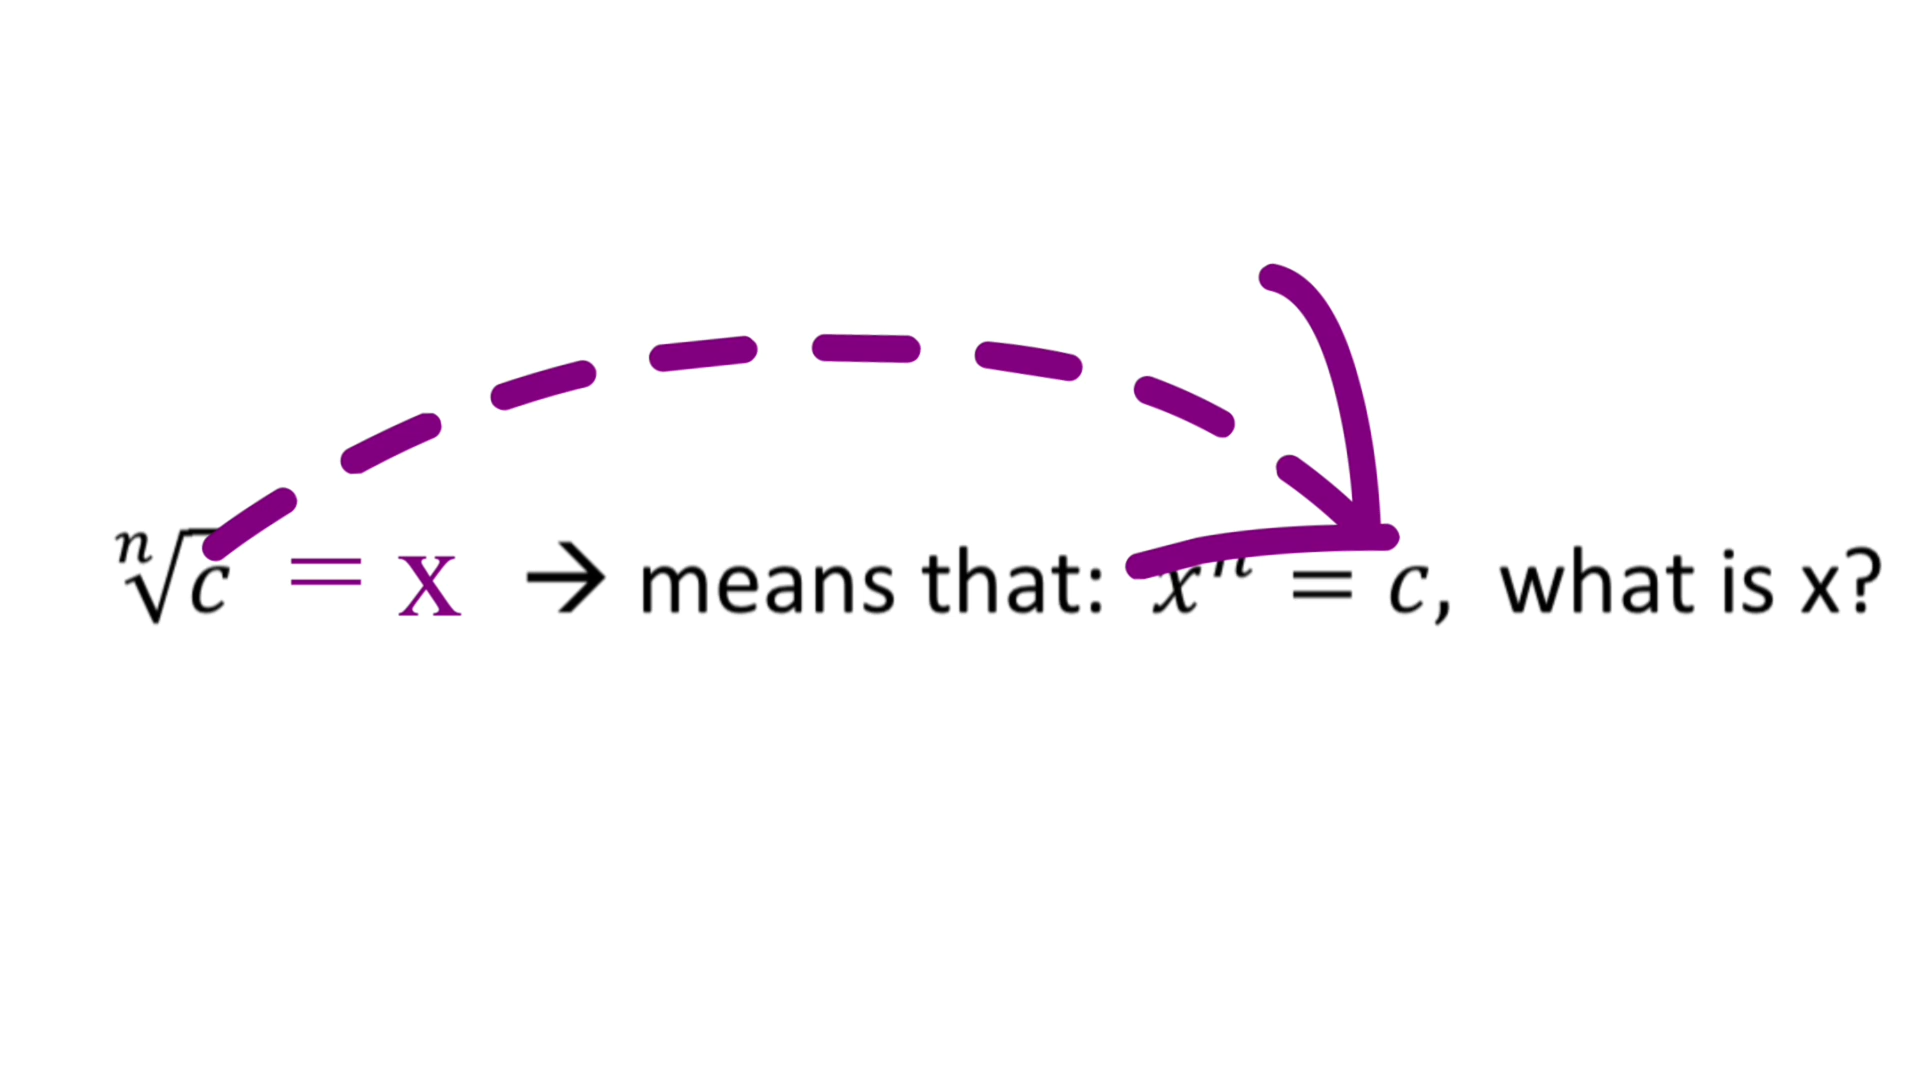 ⁿ√c = x → means that: xⁿ = c, what is x?